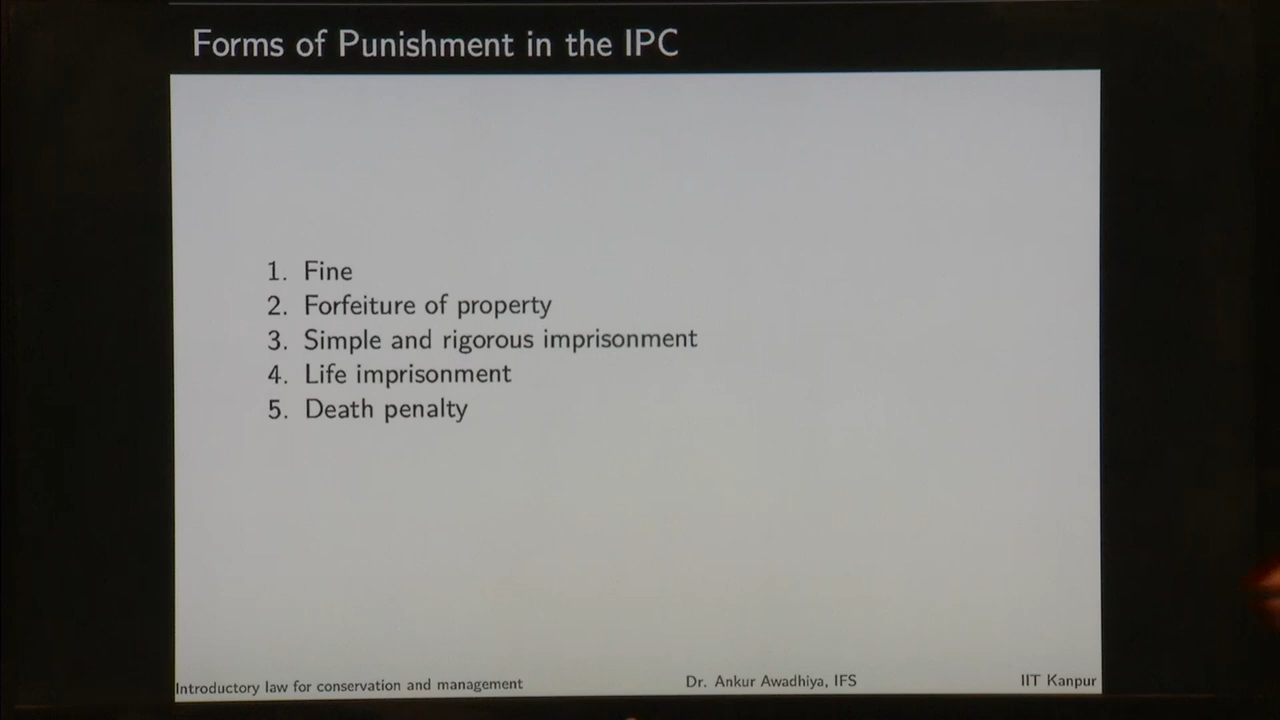 Forms of Punishment in the IPC
1. Fine
2. Forfeiture of property
3. Simple and rigorous imprisonment
4. Life imprisonment
5. Death penalty
Introductory law for conservation and management Dr. Ankur Awadhiya, IFS IIT Kanpur